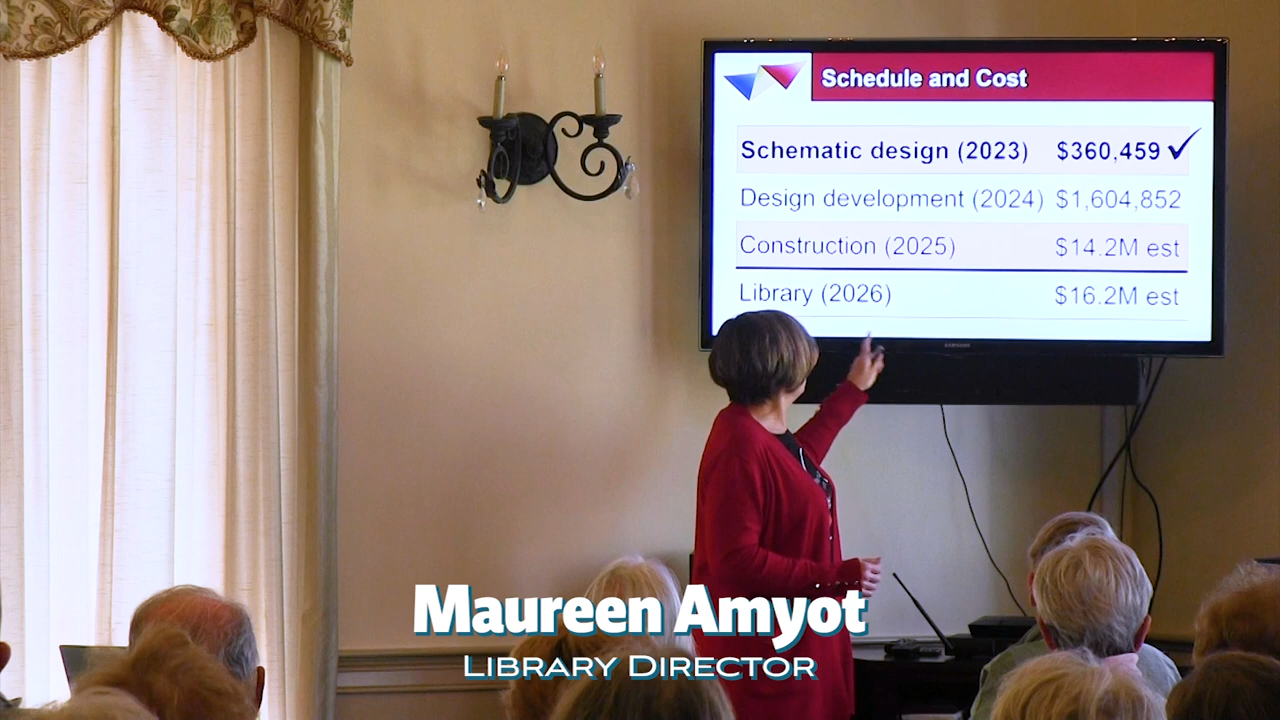 Schedule and Cost
Schematic design (2023) $360,459 ✓
Design development (2024) $1,604,852
Construction (2025) $14.2M est
Library (2026) $16.2M est
SAMSUNG
Maureen Amyot
LIBRARY DIRECTOR